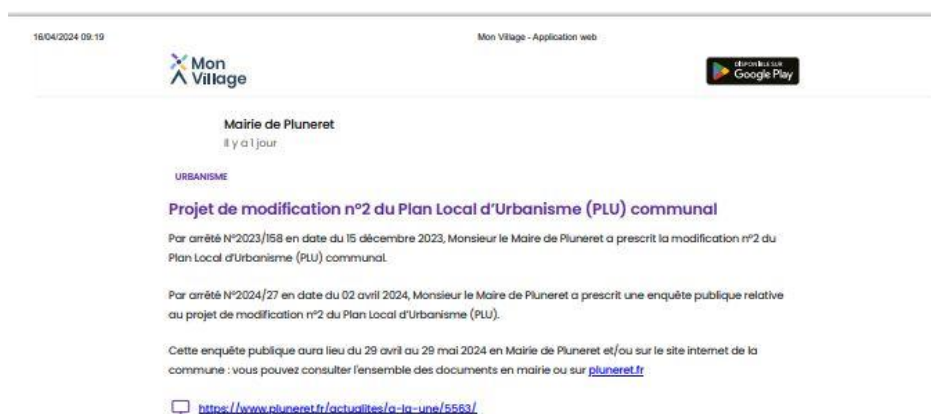 16/04/2024 09:19
Mon Village - Application web
Mon
Village
DISPONIBLE SUR
Google Play
Mairie de Pluneret
Il y a 1 jour
URBANISME
Projet de modification n°2 du Plan Local d'Urbanisme (PLU) communal
Par arrêté N°2023/158 en date du 15 décembre 2023, Monsieur le Maire de Pluneret a prescrit la modification n°2 du
Plan Local d'Urbanisme (PLU) communal.
Par arrêté N°2024/27 en date du 02 avril 2024, Monsieur le Maire de Pluneret a prescrit une enquête publique relative
au projet de modification n°2 du Plan Local d'Urbanisme (PLU).
Cette enquête publique aura lieu du 29 avril au 29 mai 2024 en Mairie de Pluneret et/ou sur le site internet de la
commune : vous pouvez consulter l'ensemble des documents en mairie ou sur pluneret.fr
https://www.pluneret.fr/actualites/a-la-une/5563/